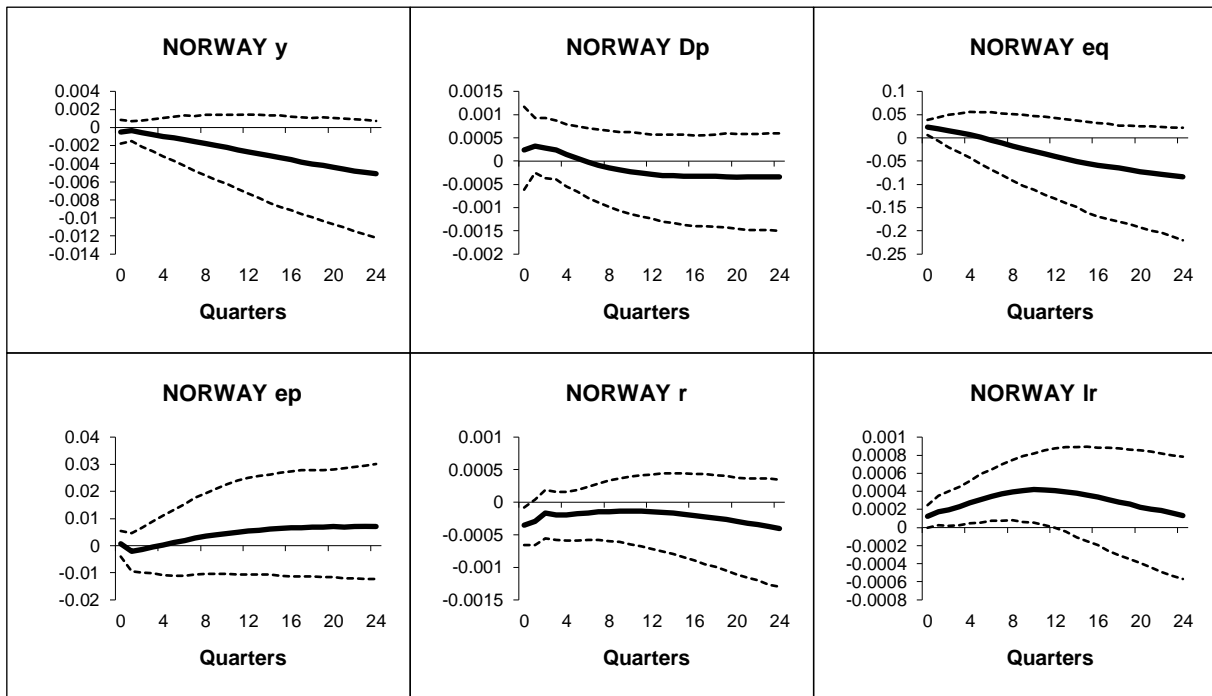 NORWAY y
0.004
0.002
0
-0.002
-0.004
-0.006
-0.008
-0.01
-0.012
-0.014
0 4 8 12 16 20 24
Quarters
NORWAY Dp
0.0015
0.001
0.0005
0
-0.0005
-0.001
-0.0015
-0.002
0 4 8 12 16 20 24
Quarters
NORWAY eq
0.1
0.05
0
-0.05
-0.1
-0.15
-0.2
-0.25
0 4 8 12 16 20 24
Quarters
NORWAY ep
0.04
0.03
0.02
0.01
0
-0.01
-0.02
0 4 8 12 16 20 24
Quarters
NORWAY r
0.001
0.0005
0
-0.0005
-0.001
-0.0015
0 4 8 12 16 20 24
Quarters
NORWAY lr
0.001
0.0008
0.0006
0.0004
0.0002
0
-0.0002
-0.0004
-0.0006
-0.0008
0 4 8 12 16 20 24
Quarters